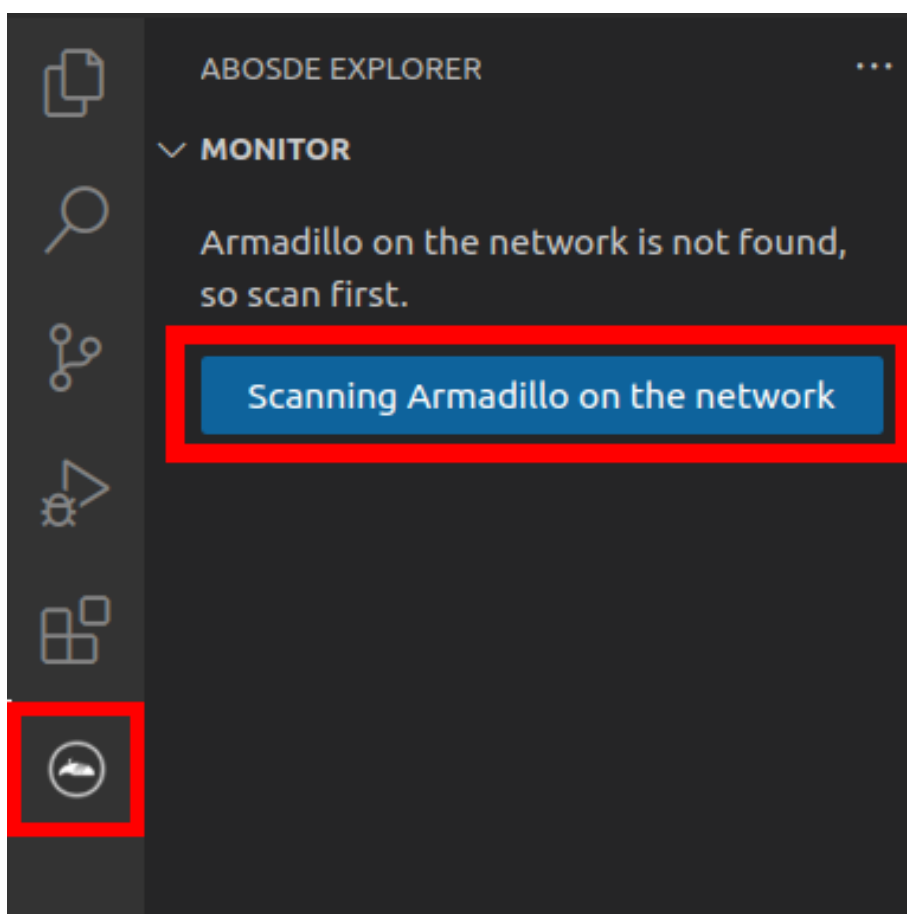 ABOSDE EXPLORER
MONITOR
Armadillo on the network is not found,
so scan first.
Scanning Armadillo on the network